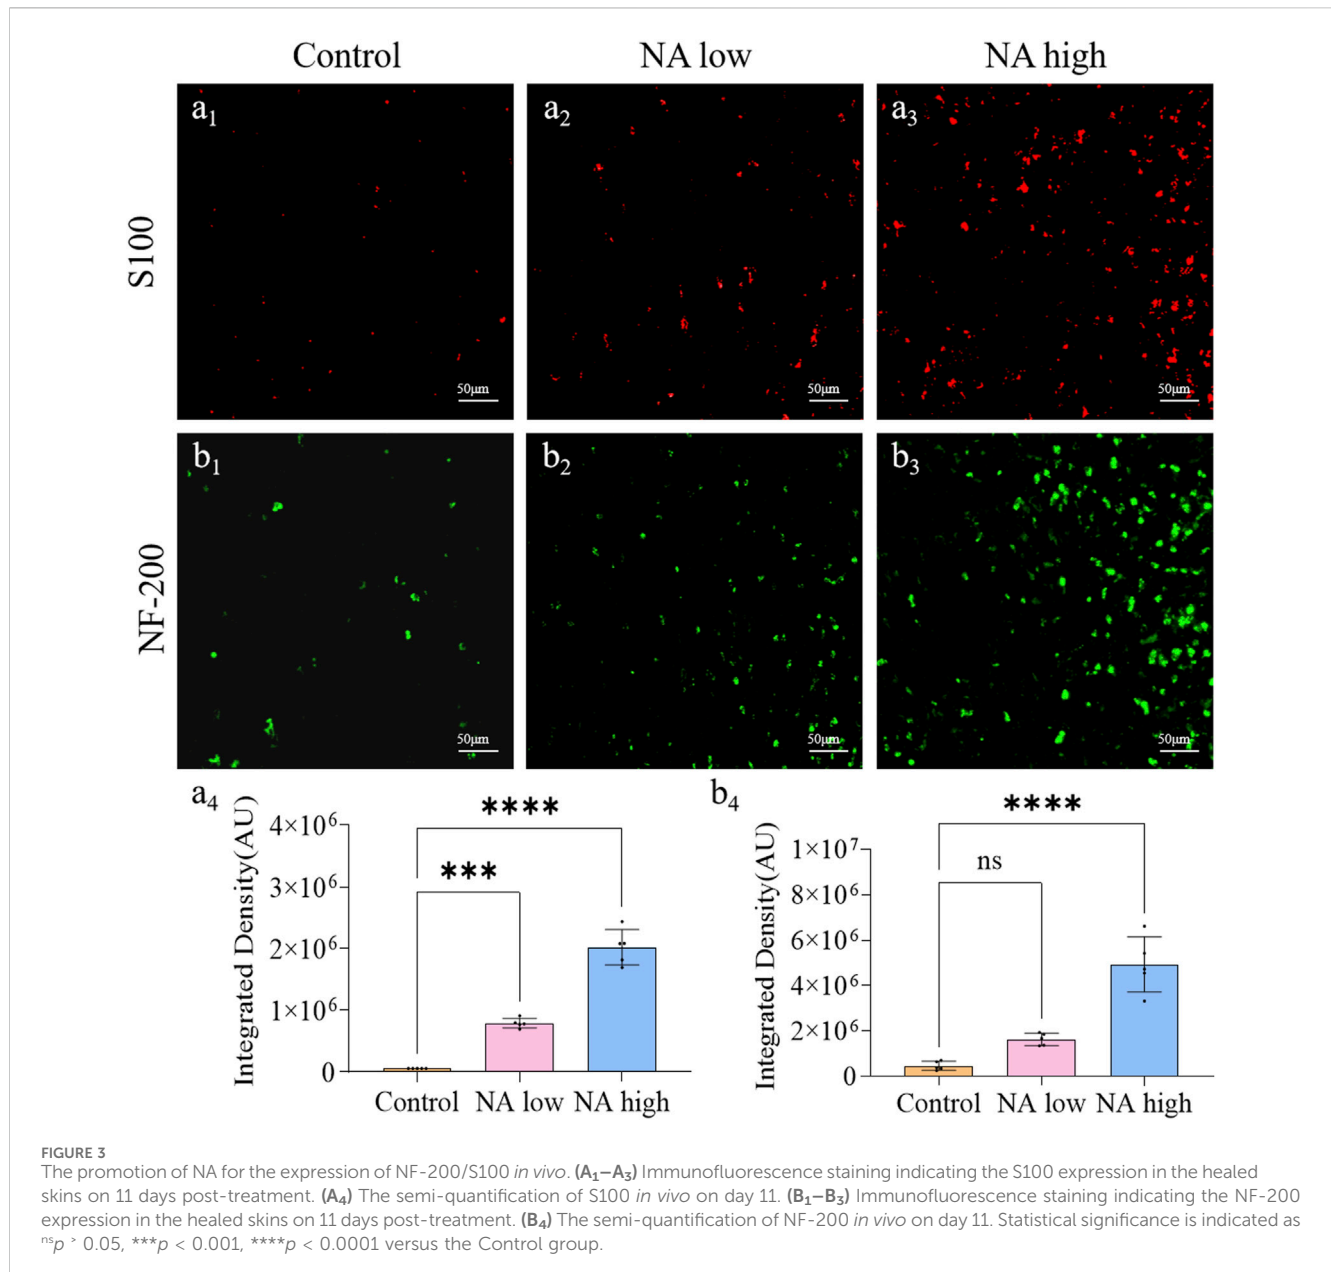 Control NA low NA high
S100
a₁ a₂ a₃
50μm 50μm 50μm
NF-200
b₁ b₂ b₃
50μm 50μm 50μm
a₄
Integrated Density(AU)
4×10⁶
3×10⁶
2×10⁶
1×10⁶
0
****
***
Control NA low NA high
b₄
Integrated Density(AU)
1×10⁷
8×10⁶
6×10⁶
4×10⁶
2×10⁶
0
****
ns
Control NA low NA high
FIGURE 3
The promotion of NA for the expression of NF-200/S100 in vivo. (A₁–A₃) Immunofluorescence staining indicating the S100 expression in the healed
skins on 11 days post-treatment. (A₄) The semi-quantification of S100 in vivo on day 11. (B₁–B₃) Immunofluorescence staining indicating the NF-200
expression in the healed skins on 11 days post-treatment. (B₄) The semi-quantification of NF-200 in vivo on day 11. Statistical significance is indicated as
ⁿˢp > 0.05, ***p < 0.001, ****p < 0.0001 versus the Control group.